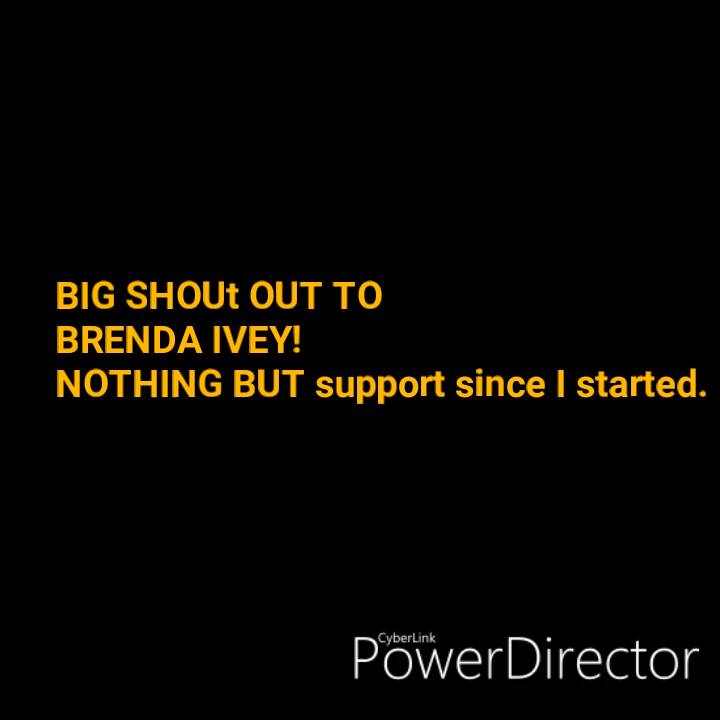 BIG SHOUt OUT TO
BRENDA IVEY!
NOTHING BUT support since I started.
CyberLink
PowerDirector